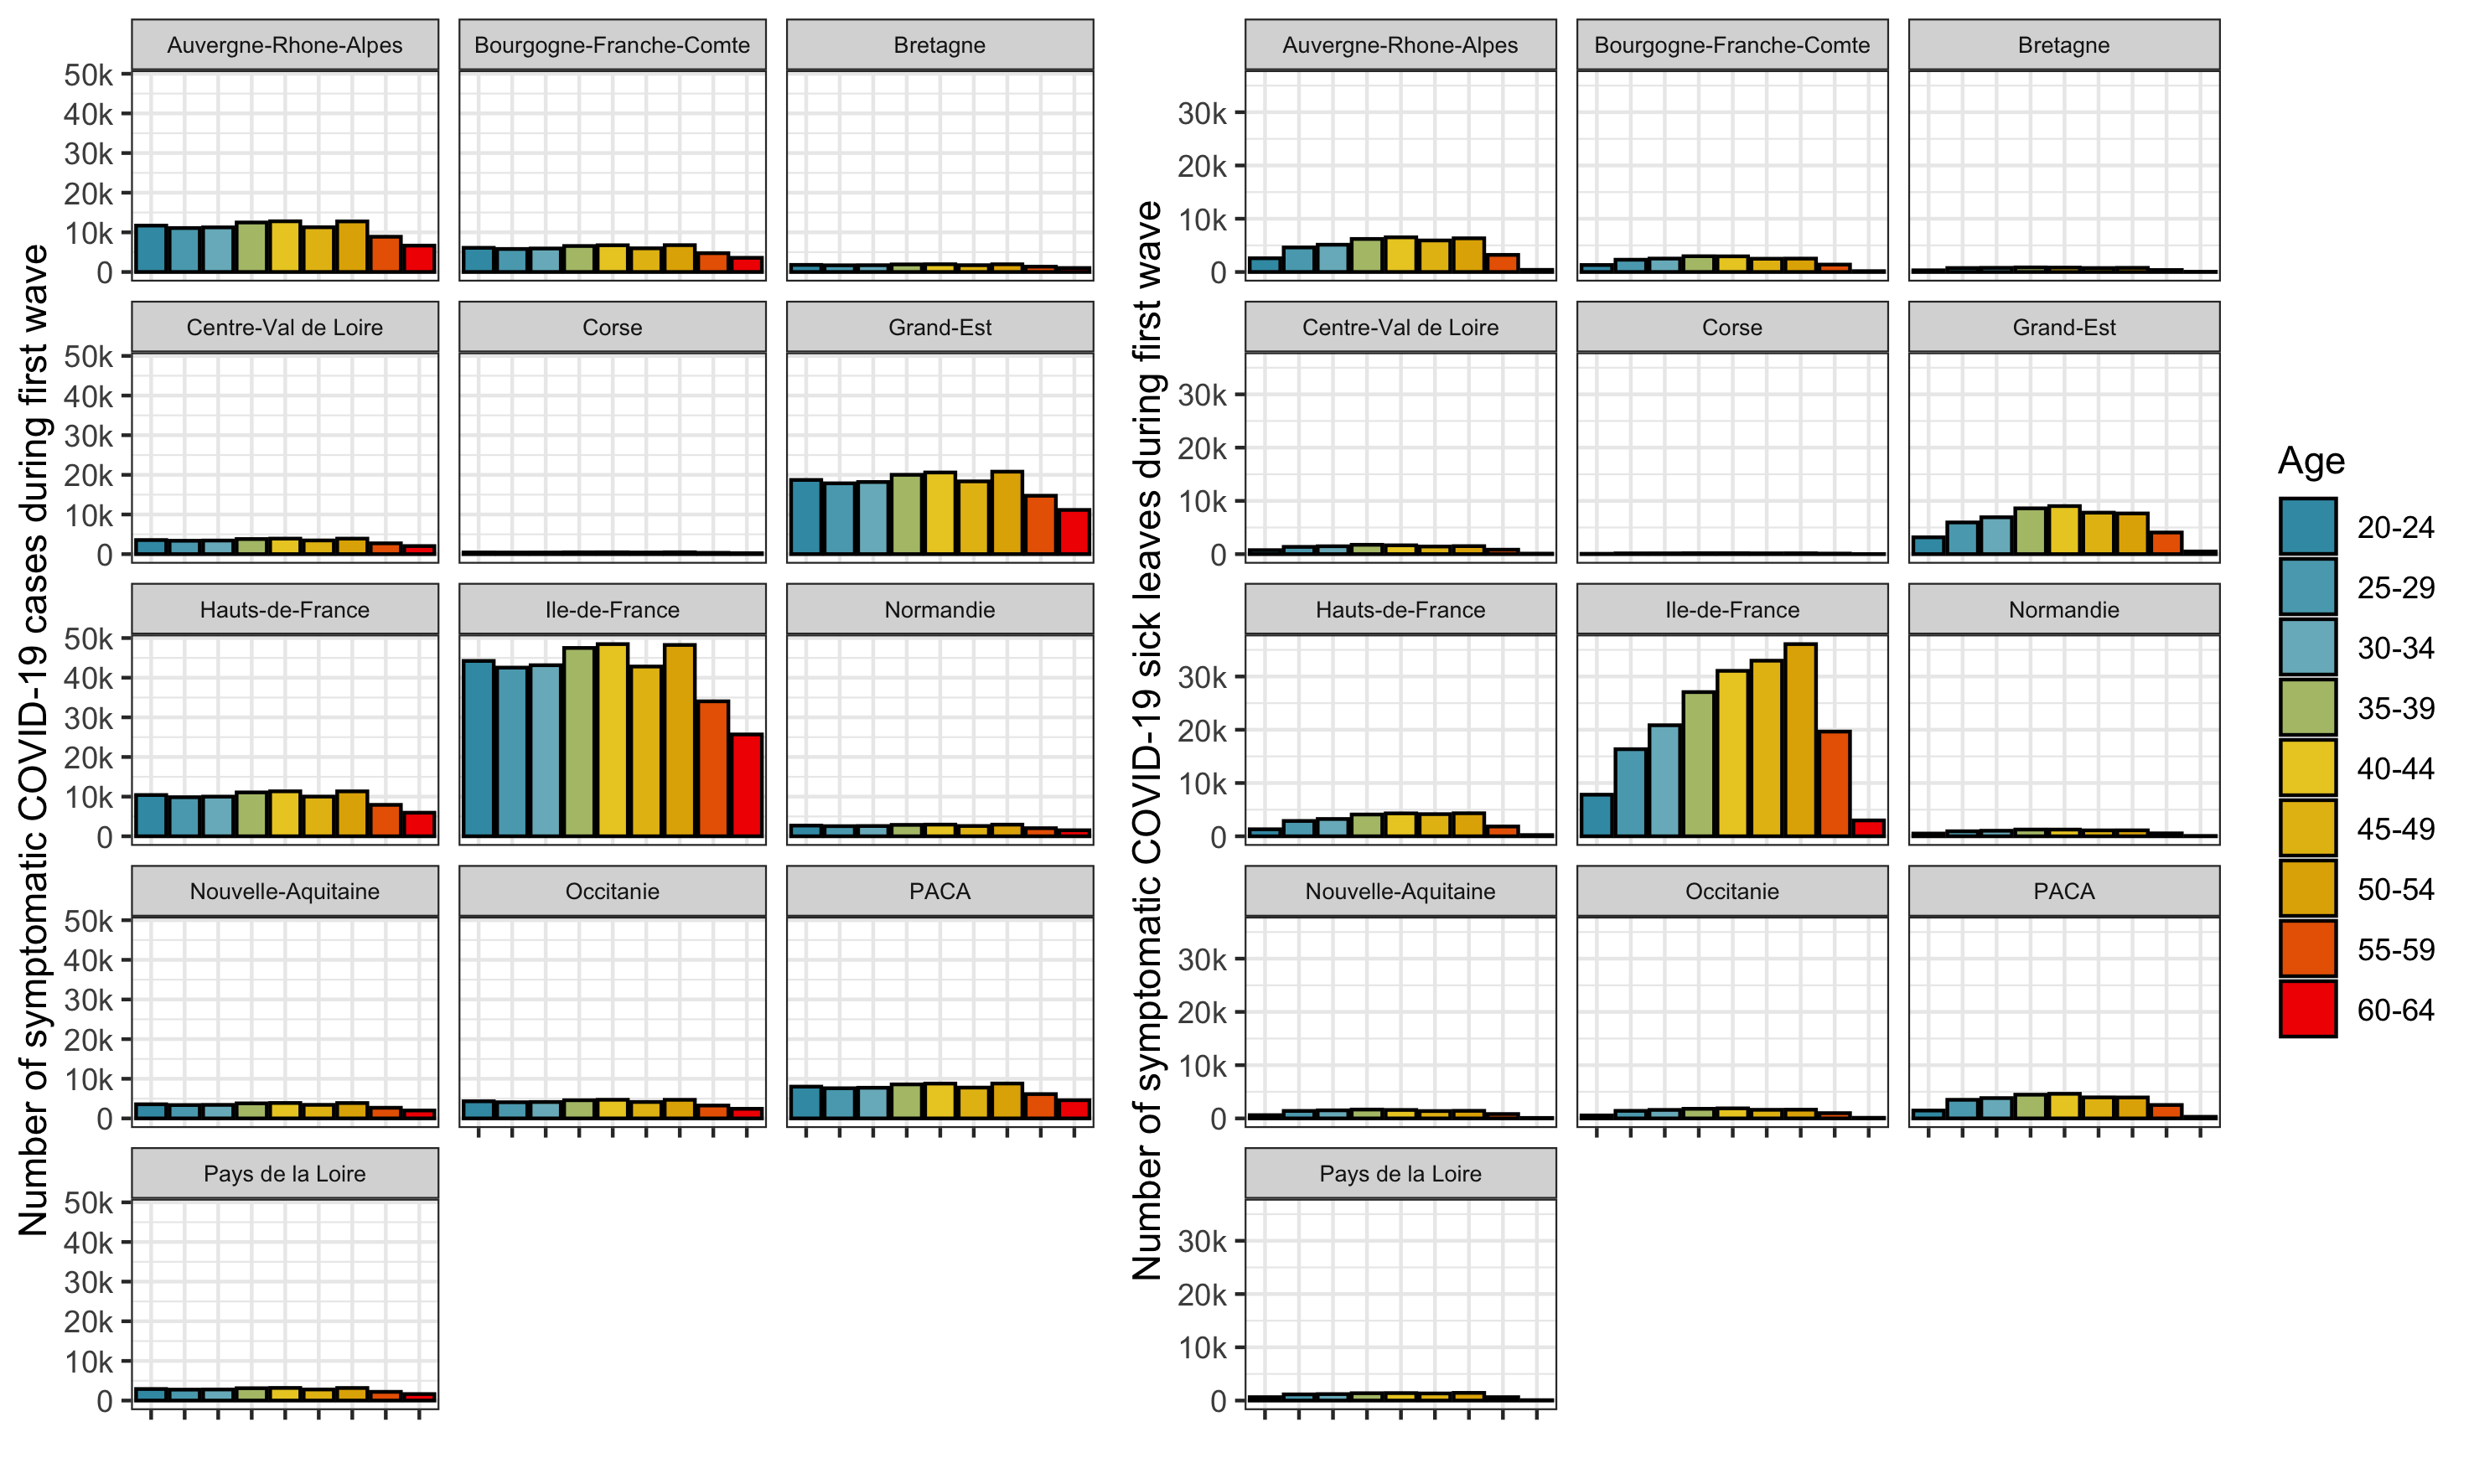 Number of symptomatic COVID-19 cases during first wave
Auvergne-Rhone-Alpes
Bourgogne-Franche-Comte
Bretagne
50k
40k
30k
20k
10k
0
Centre-Val de Loire
Corse
Grand-Est
50k
40k
30k
20k
10k
0
Hauts-de-France
Ile-de-France
Normandie
50k
40k
30k
20k
10k
0
Nouvelle-Aquitaine
Occitanie
PACA
50k
40k
30k
20k
10k
0
Pays de la Loire
50k
40k
30k
20k
10k
0
Number of symptomatic COVID-19 sick leaves during first wave
Auvergne-Rhone-Alpes
Bourgogne-Franche-Comte
Bretagne
30k
20k
10k
0
Centre-Val de Loire
Corse
Grand-Est
30k
20k
10k
0
Hauts-de-France
Ile-de-France
Normandie
30k
20k
10k
0
Nouvelle-Aquitaine
Occitanie
PACA
30k
20k
10k
0
Pays de la Loire
30k
20k
10k
0
Age
20-24
25-29
30-34
35-39
40-44
45-49
50-54
55-59
60-64